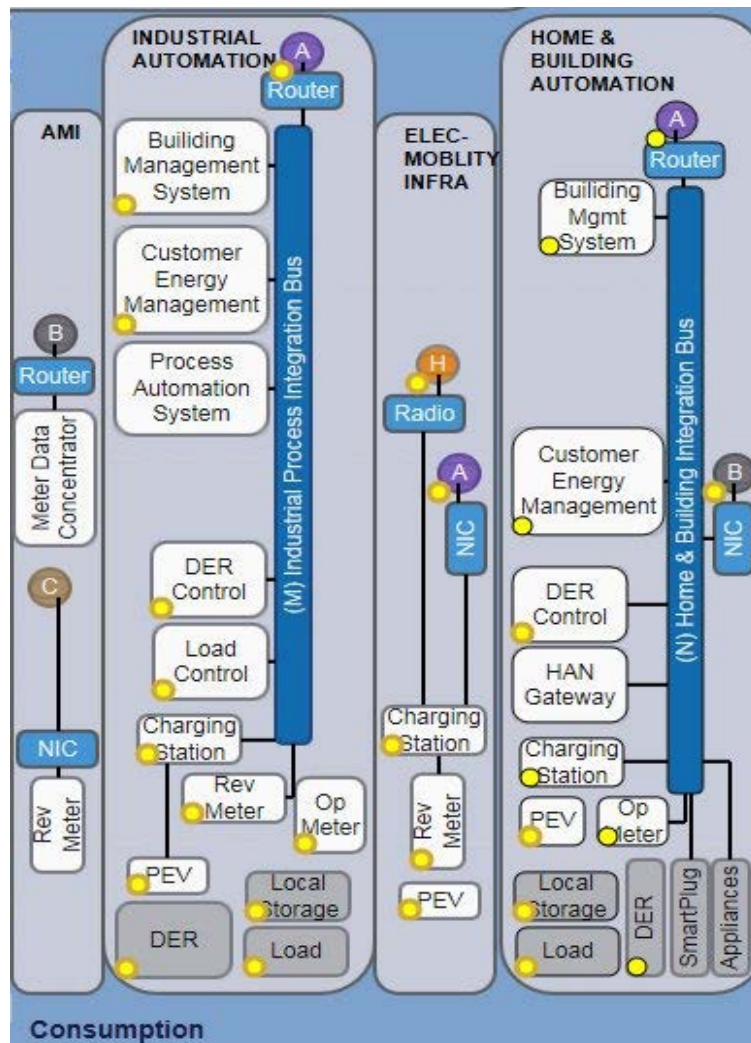 INDUSTRIAL
AUTOMATION
A
Router
Builiding
Management
System
Customer
Energy
Management
Process
Automation
System
(M) Industrial Process Integration Bus
DER
Control
Load
Control
Charging
Station
Rev
Meter
Op
Meter
PEV
DER
Local
Storage
Load
AMI
B
Router
Meter Data
Concentrator
C
NIC
Rev
Meter
ELEC-
MOBLITY
INFRA
H
Radio
A
NIC
Charging
Station
Rev
Meter
PEV
HOME &
BUILDING
AUTOMATION
A
Router
Builiding
Mgmt
System
(N) Home & Building Integration Bus
Customer
Energy
Management
B
NIC
DER
Control
HAN
Gateway
Charging
Station
PEV
Op
Meter
Local
Storage
Load
DER
SmartPlug
Appliances
Consumption